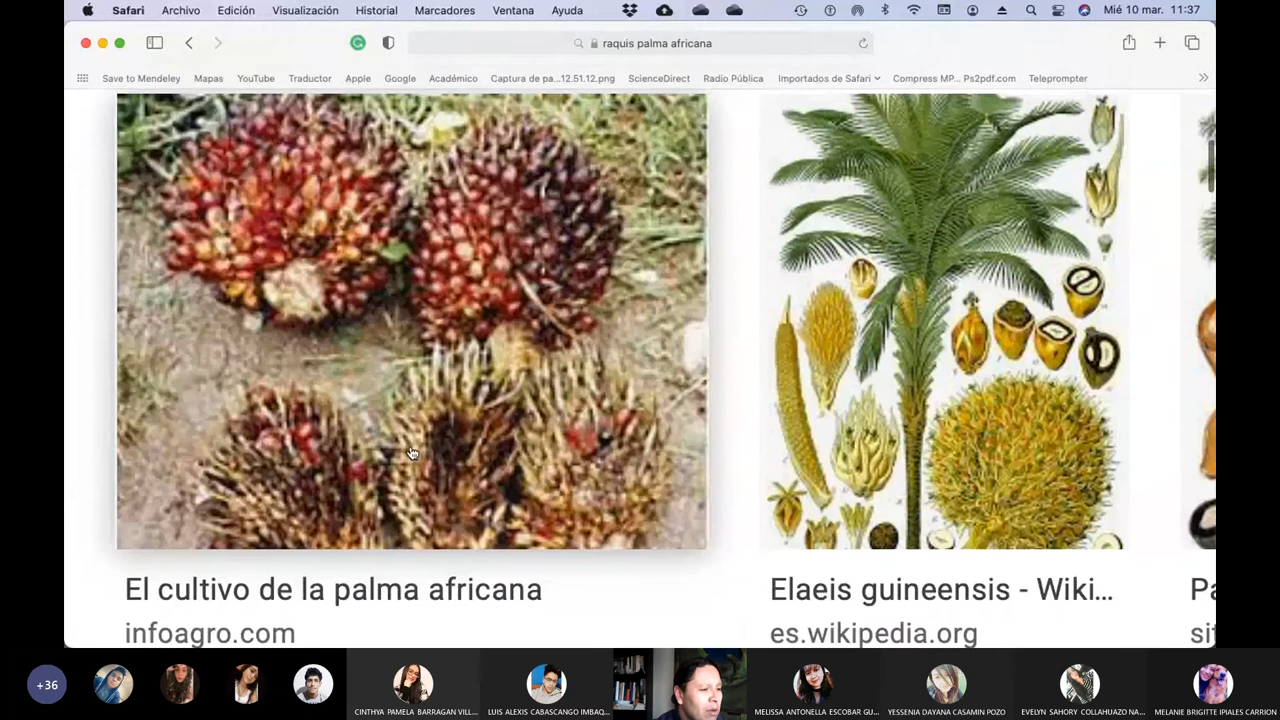 Safari Archivo Edición Visualización Historial Marcadores Ventana Ayuda Mié 10 mar. 11:37
raquis palma africana
Save to Mendeley Mapas YouTube Traductor Apple Google Académico Captura de pa...12.51.12.png ScienceDirect Radio Pública Importados de Safari Compress MP... Ps2pdf.com Teleprompter
El cultivo de la palma africana
infoagro.com
Elaeis guineensis - Wiki...
es.wikipedia.org
Pa
sit
+36
CINTHYA PAMELA BARRAGAN VILL...
LUIS ALEXIS CABASCANGO IMBAQ...
MELISSA ANTONELLA ESCOBAR GU...
YESSENIA DAYANA CASAMIN POZO
EVELYN SAHORY COLLAHUAZO NA...
MELANIE BRIGITTE IPIALES CARRION